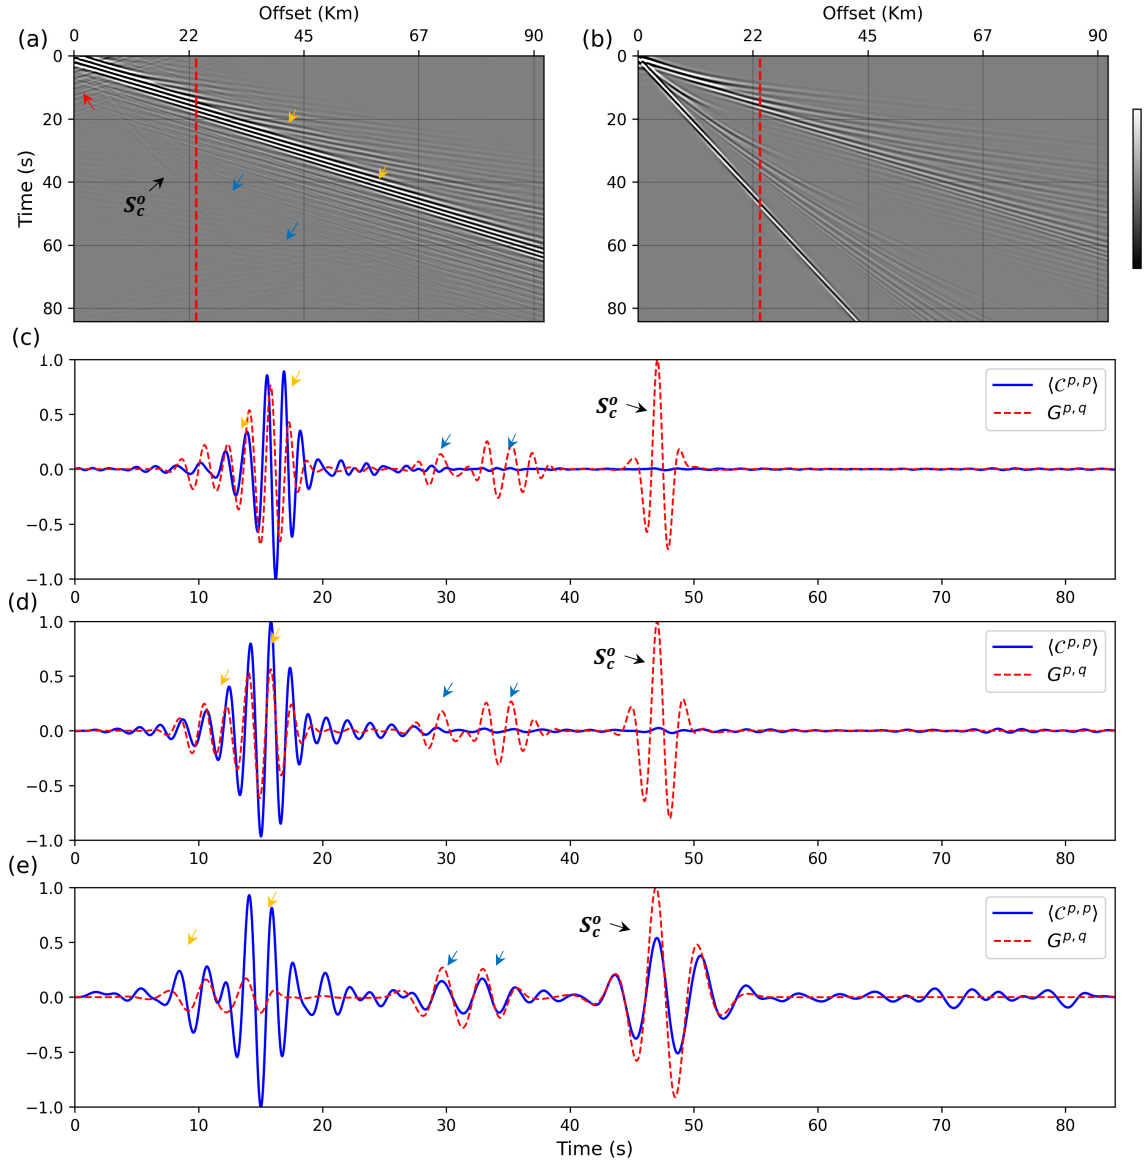 Offset (Km)
Offset (Km)
(a)
0 22 45 67 90
(b)
0 22 45 67 90
0
20
40
60
80
Time (s)
S_c^o
0
20
40
60
80
(c)
1.0
0.5
0.0
−0.5
−1.0
S_c^o
⟨C^{p,p}⟩
G^{p,q}
0 10 20 30 40 50 60 70 80
(d)
1.0
0.5
0.0
−0.5
−1.0
S_c^o
⟨C^{p,p}⟩
G^{p,q}
0 10 20 30 40 50 60 70 80
(e)
1.0
0.5
0.0
−0.5
−1.0
S_c^o
⟨C^{p,p}⟩
G^{p,q}
0 10 20 30 40 50 60 70 80
Time (s)